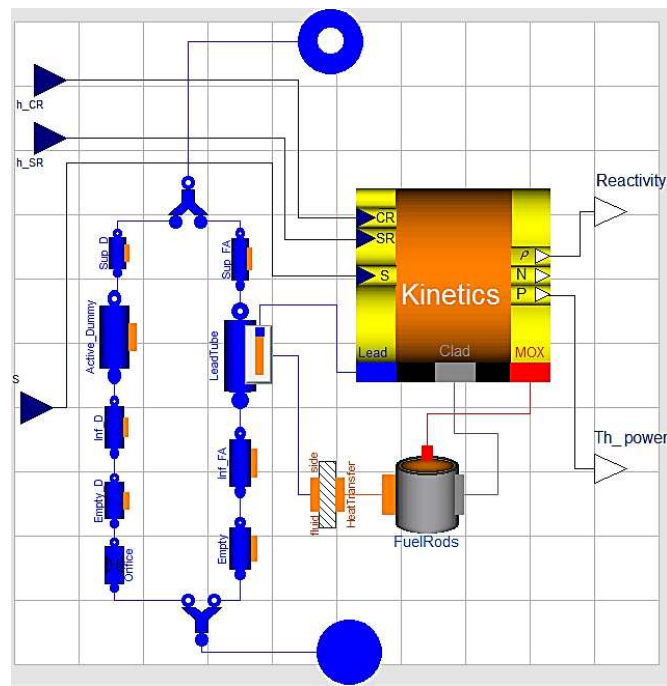 h_CR
h_SR
S
Reactivity
Th_power
CR
SR
S
ρ
N
P
Kinetics
Lead
Clad
MOX
Sup_D
Sup_FA
Active_Dummy
LeadTube
Inf_D
Inf_FA
Empty_D
Empty
Orifice
fluid side
HeatTransfer
FuelRods